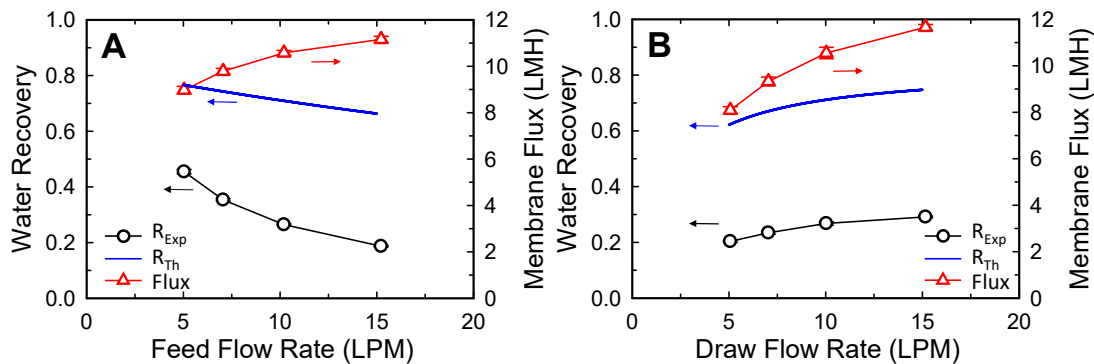 A
Water Recovery
1.0
0.8
0.6
0.4
0.2
0.0
0
5
10
15
20
Feed Flow Rate (LPM)
12
10
8
6
4
2
0
Membrane Flux (LMH)
R_Exp
R_Th
Flux
B
Water Recovery
1.0
0.8
0.6
0.4
0.2
0.0
0
5
10
15
20
Draw Flow Rate (LPM)
12
10
8
6
4
2
0
Membrane Flux (LMH)
R_Exp
R_Th
Flux